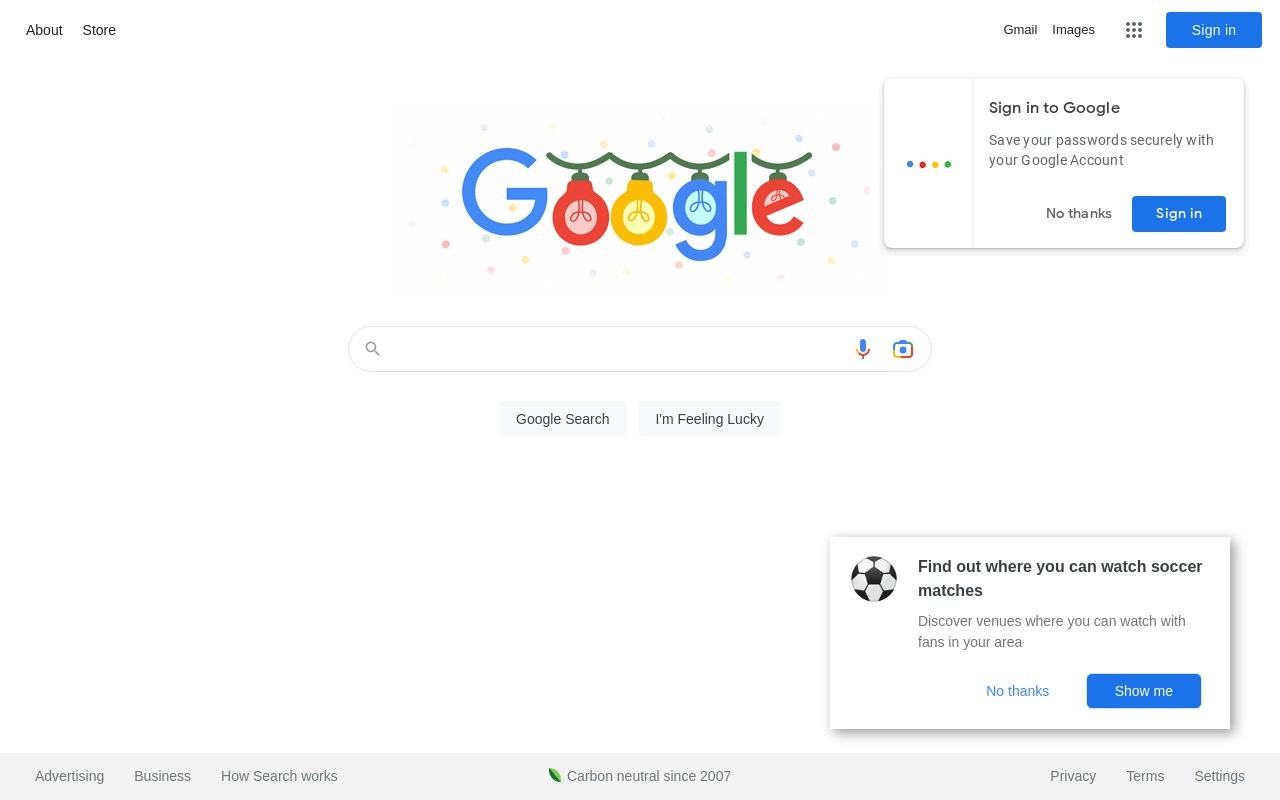 About Store Gmail Images Sign in
Sign in to Google
Save your passwords securely with
your Google Account
No thanks Sign in
Google
Google Search I'm Feeling Lucky
Find out where you can watch soccer
matches
Discover venues where you can watch with
fans in your area
No thanks Show me
Advertising Business How Search works Carbon neutral since 2007 Privacy Terms Settings